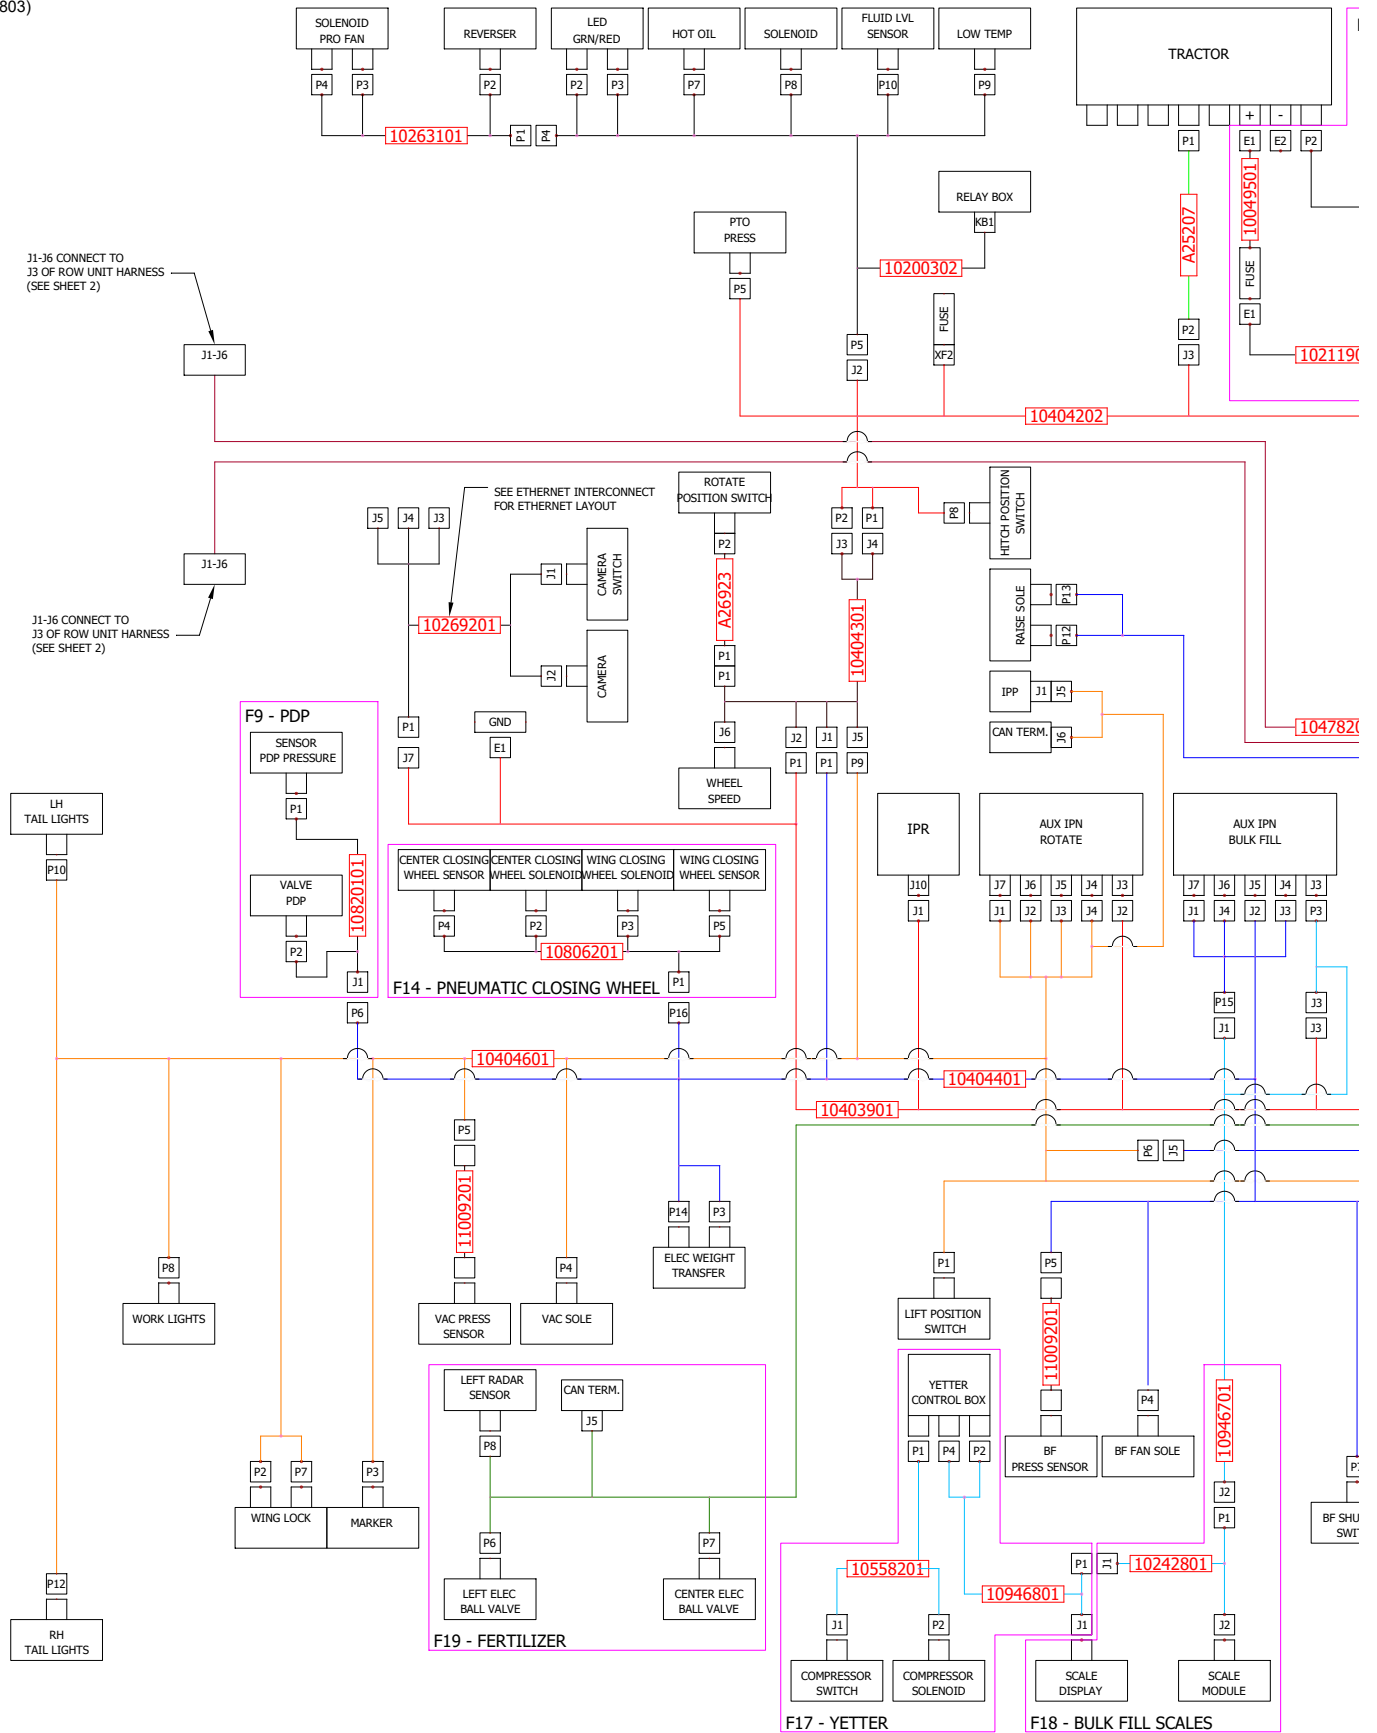 803)
SOLENOID
PRO FAN
REVERSER
LED
GRN/RED
HOT OIL
SOLENOID
FLUID LVL
SENSOR
LOW TEMP
TRACTOR
P4
P3
P2
P2
P3
P7
P8
P10
P9
+
-
10263101
P1
P4
P1
E1
E2
P2
RELAY BOX
KB1
PTO
PRESS
P5
A25207
10049501
10200302
J1-J6 CONNECT TO
J3 OF ROW UNIT HARNESS
(SEE SHEET 2)
FUSE
FUSE
XF2
E1
P2
J3
P5
J2
J1-J6
1021190
10404202
SEE ETHERNET INTERCONNECT
FOR ETHERNET LAYOUT
ROTATE
POSITION SWITCH
HITCH POSITION
SWITCH
P8
J5
J4
J3
P2
P1
J3
J4
P2
CAMERA
SWITCH
J1
J1-J6
A26923
RAISE SOLE
P13
P12
J1-J6 CONNECT TO
J3 OF ROW UNIT HARNESS
(SEE SHEET 2)
10269201
10404301
CAMERA
J2
P1
P1
IPP
J1
J5
CAN TERM.
J6
F9 - PDP
SENSOR
PDP PRESSURE
P1
GND
E1
P1
J7
J6
J2
J1
J5
P1
P1
P9
1047820
WHEEL
SPEED
LH
TAIL LIGHTS
P10
IPR
AUX IPN
ROTATE
AUX IPN
BULK FILL
10820101
CENTER CLOSING
WHEEL SENSOR
CENTER CLOSING
WHEEL SOLENOID
WING CLOSING
WHEEL SOLENOID
WING CLOSING
WHEEL SENSOR
VALVE
PDP
P2
J1
P4
P2
P3
P5
10806201
P1
F14 - PNEUMATIC CLOSING WHEEL
J10
J1
J7
J6
J5
J4
J3
J1
J2
J3
J4
J2
J7
J6
J5
J4
J3
J1
J4
J2
J3
P3
P6
P16
P15
J1
J3
J3
10404601
10404401
10403901
P5
11009201
P6
J5
P14
P3
ELEC WEIGHT
TRANSFER
P8
WORK LIGHTS
VAC PRESS
SENSOR
P4
VAC SOLE
P1
LIFT POSITION
SWITCH
P5
11009201
BF
PRESS SENSOR
P4
BF FAN SOLE
10946701
LEFT RADAR
SENSOR
CAN TERM.
J5
P8
YETTER
CONTROL BOX
P1
P4
P2
P2
P7
P3
WING LOCK
MARKER
J2
P1
BF SHU
SWIT
P6
P7
LEFT ELEC
BALL VALVE
CENTER ELEC
BALL VALVE
F19 - FERTILIZER
P12
RH
TAIL LIGHTS
10558201
10946801
P1
J1
10242801
J1
P2
J1
J2
COMPRESSOR
SWITCH
COMPRESSOR
SOLENOID
SCALE
DISPLAY
SCALE
MODULE
F17 - YETTER
F18 - BULK FILL SCALES